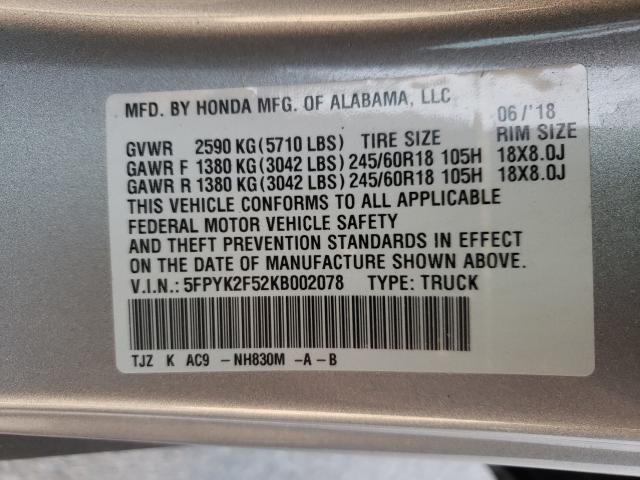 MFD. BY HONDA MFG. OF ALABAMA, LLC 06/'18
GVWR 2590 KG (5710 LBS) TIRE SIZE RIM SIZE
GAWR F 1380 KG (3042 LBS) 245/60R18 105H 18X8.0J
GAWR R 1380 KG (3042 LBS) 245/60R18 105H 18X8.0J
THIS VEHICLE CONFORMS TO ALL APPLICABLE
FEDERAL MOTOR VEHICLE SAFETY
AND THEFT PREVENTION STANDARDS IN EFFECT
ON THE DATE OF MANUFACTURE SHOWN ABOVE.
V.I.N.: 5FPYK2F52KB002078 TYPE: TRUCK
TJZ K AC9 -NH830M -A-B